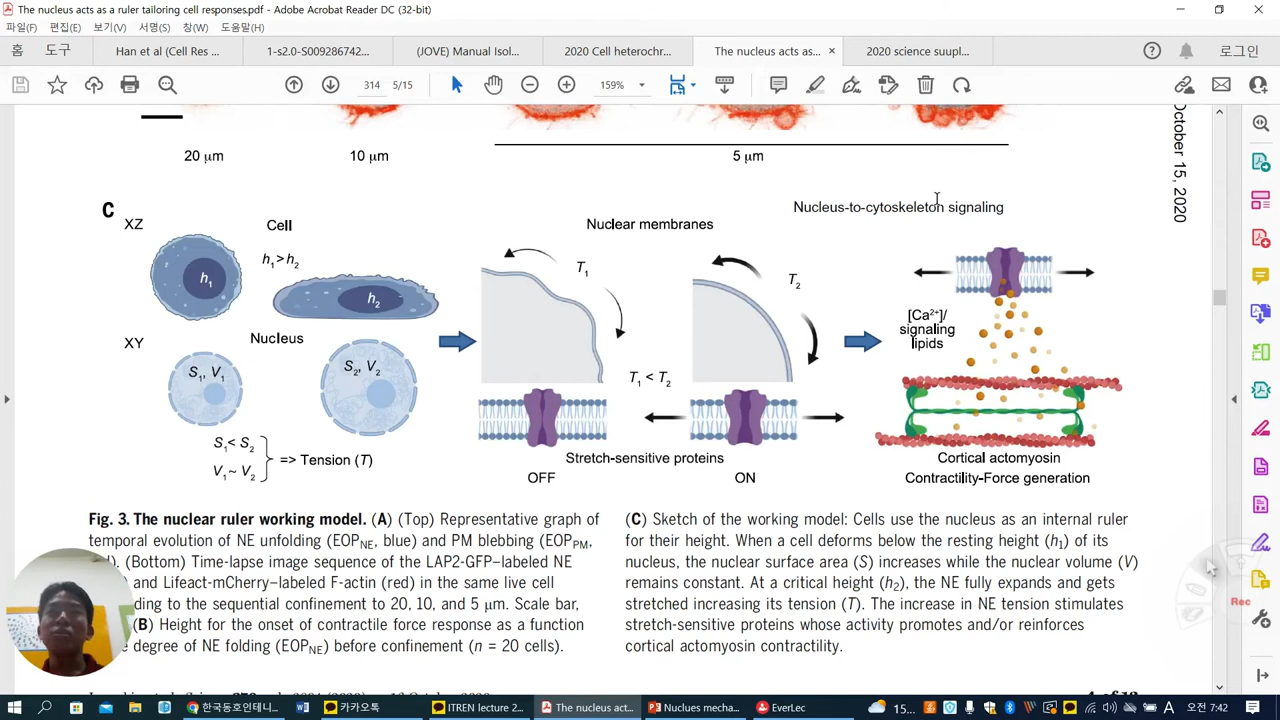 The nucleus acts as a ruler tailoring cell responses.pdf - Adobe Acrobat Reader DC (32-bit)
파일(F) 편집(E) 보기(V) 서명(S) 창(W) 도움말(H)
홈 도구 Han et al (Cell Res ... 1-s2.0-S009286742... (JOVE) Manual Isol... 2020 Cell heterochr... The nucleus acts as... × 2020 science suupl. ... 로그인
314 5/15 159%
October 15, 2020
20 μm 10 μm 5 μm
C
XZ Cell
h₁>h₂
h₁
h₂
XY Nucleus
S₁, V₁
S₂, V₂
S₁< S₂
V₁~ V₂
=> Tension (T)
Nuclear membranes
T₁
T₂
T₁ < T₂
Stretch-sensitive proteins
OFF ON
Nucleus-to-cytoskeleton signaling
[Ca²⁺]/
signaling
lipids
Cortical actomyosin
Contractility-Force generation
Fig. 3. The nuclear ruler working model. (A) (Top) Representative graph of
temporal evolution of NE unfolding (EOPNE, blue) and PM blebbing (EOPPM,
(Bottom) Time-lapse image sequence of the LAP2-GFP–labeled NE
and Lifeact-mCherry–labeled F-actin (red) in the same live cell
to the sequential confinement to 20, 10, and 5 μm. Scale bar,
(B) Height for the onset of contractile force response as a function
degree of NE folding (EOPNE) before confinement (n = 20 cells).
(C) Sketch of the working model: Cells use the nucleus as an internal ruler
for their height. When a cell deforms below the resting height (h₁) of its
nucleus, the nuclear surface area (S) increases while the nuclear volume (V)
remains constant. At a critical height (h₂), the NE fully expands and gets
stretched increasing its tension (T). The increase in NE tension stimulates
stretch-sensitive proteins whose activity promotes and/or reinforces
cortical actomyosin contractility.
Rec
한국동호인테니... 카카오톡 ITREN lecture 2... The nucleus act... Nuclues mecha... EverLec 15... A 오전 7:42